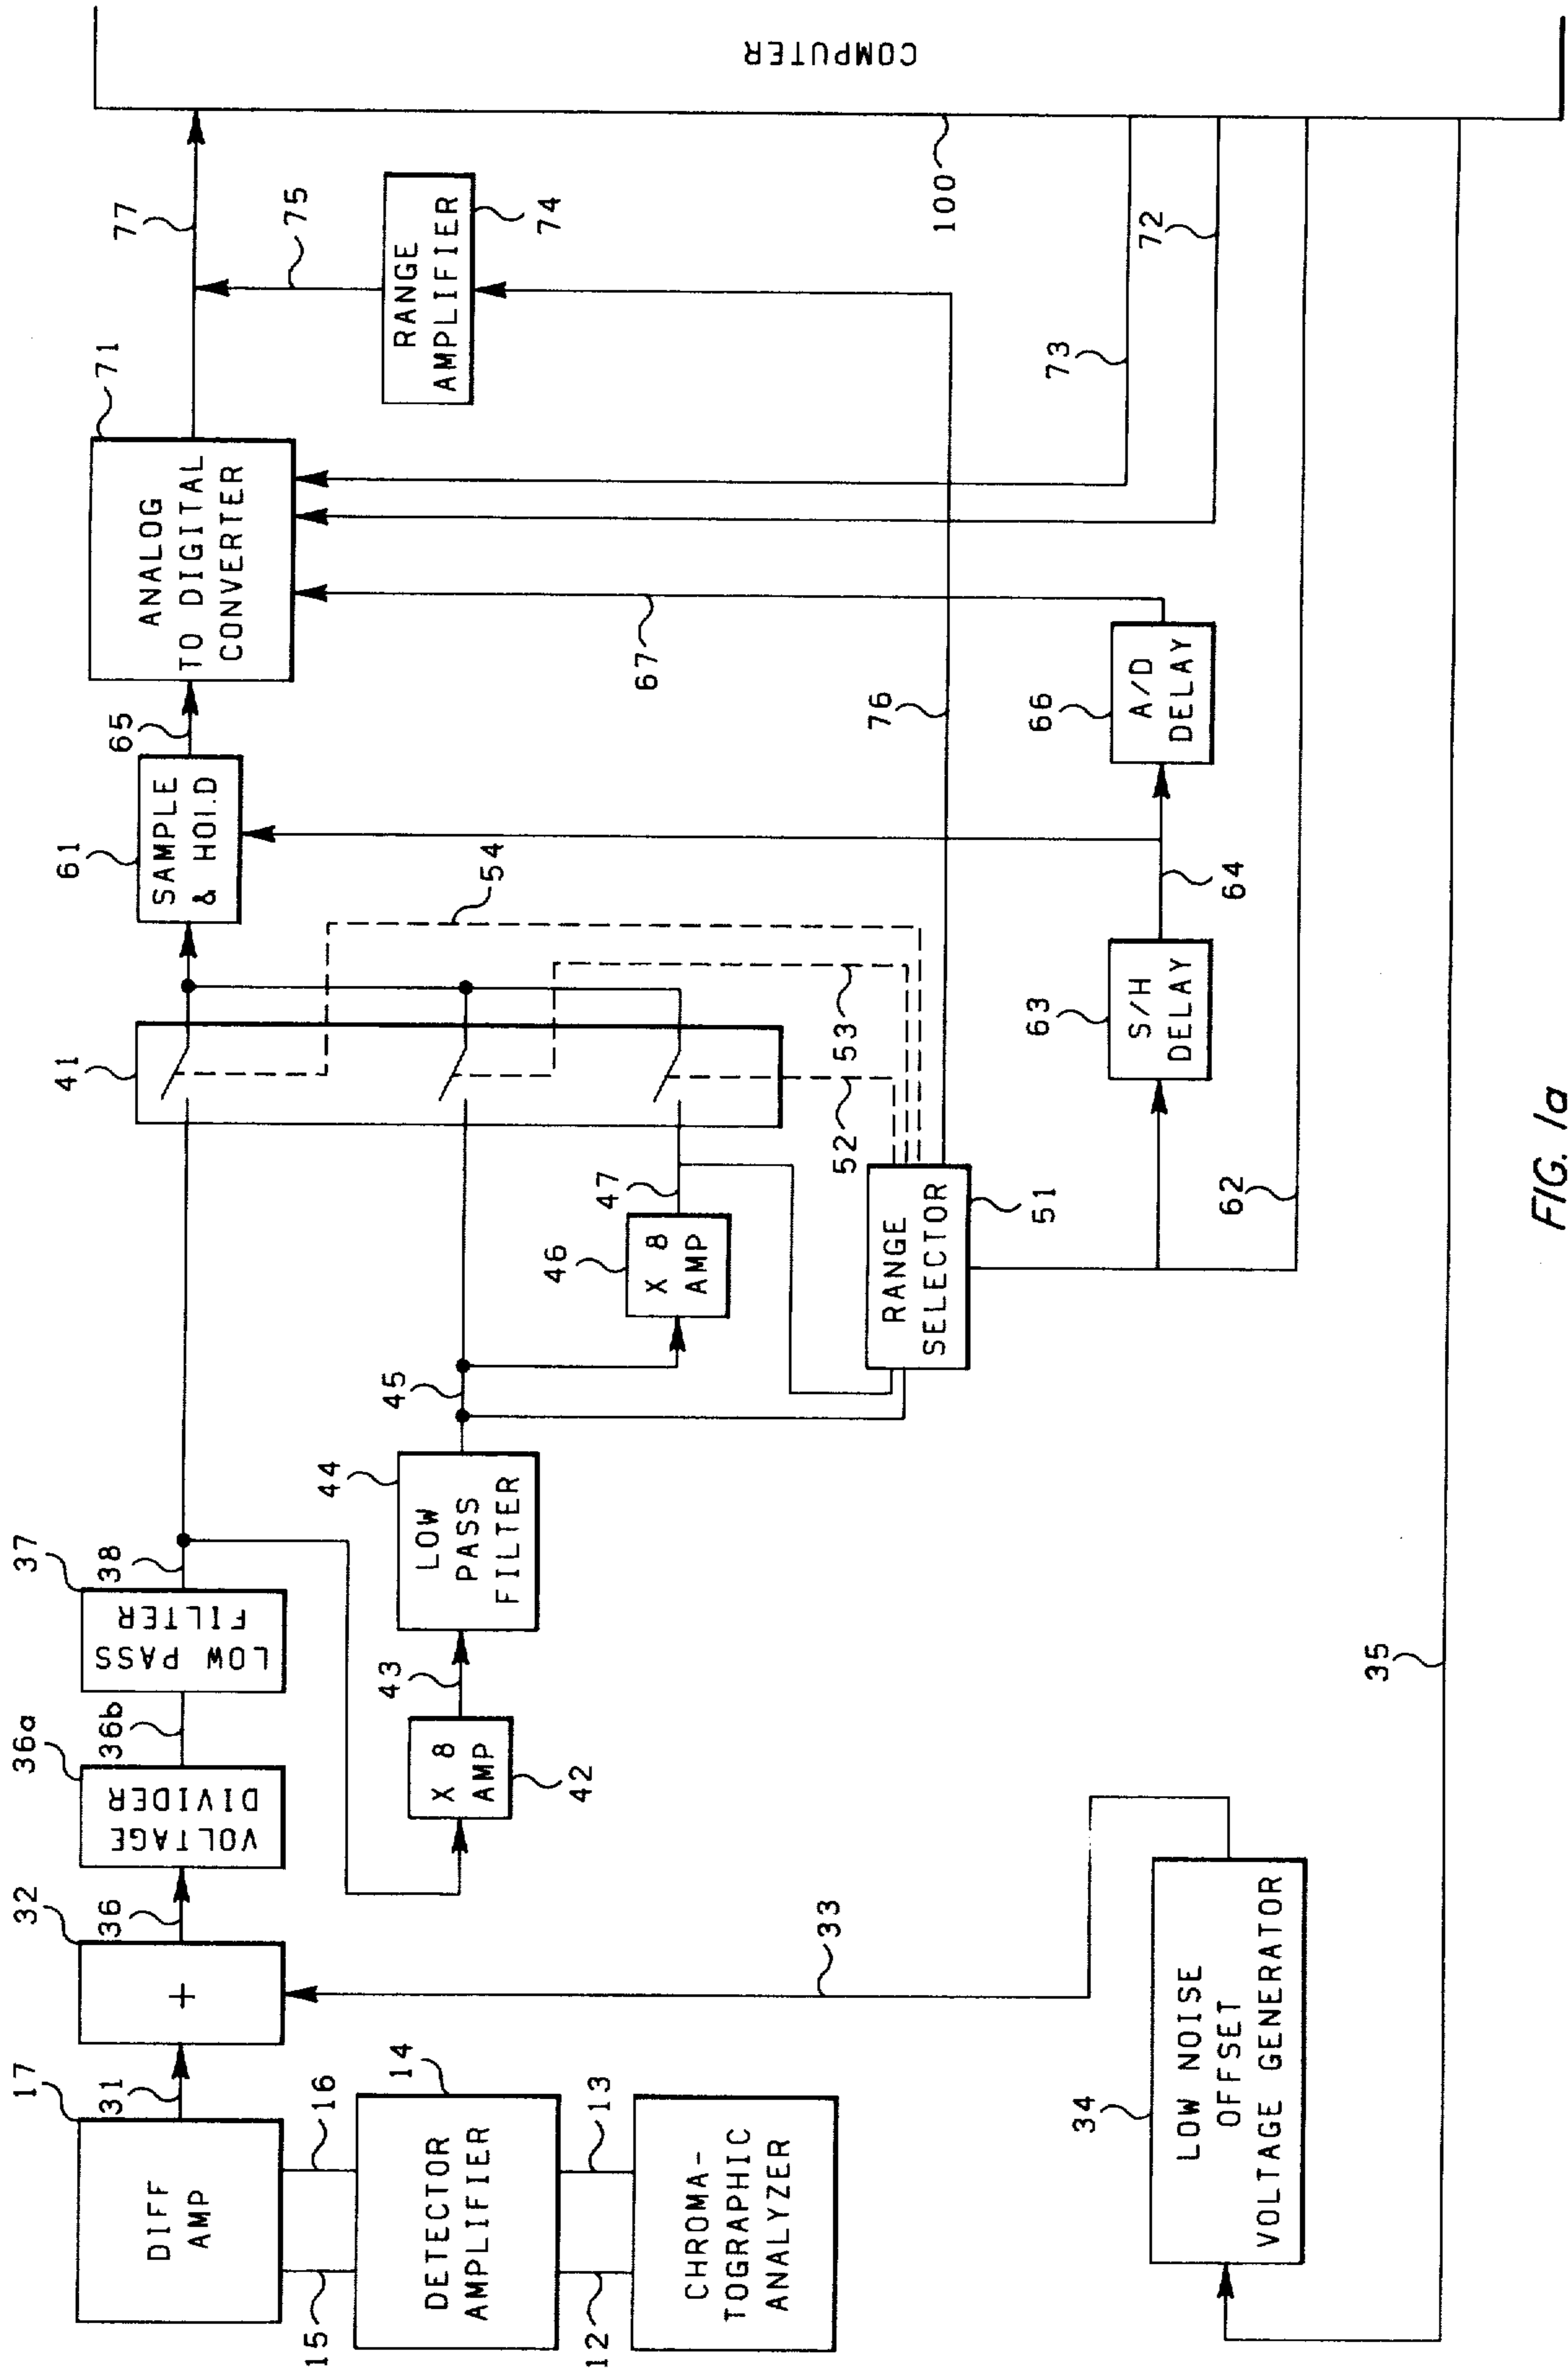 COMPUTER
77
75
RANGE
AMPLIFIER
74
100
73
72
71
ANALOG
TO DIGITAL
CONVERTER
67
76
65
66
A/D
DELAY
61
SAMPLE
& HOLD
54
64
63
S/H
DELAY
41
53
52
47
46
X 8
AMP
RANGE
SELECTOR
51
62
45
44
LOW
PASS
FILTER
37
38
LOW PASS
FILTER
43
X 8
AMP
42
36a
36b
VOLTAGE
DIVIDER
35
32
36
+
33
34
LOW NOISE
OFFSET
VOLTAGE GENERATOR
17
31
DIFF
AMP
16
15
14
DETECTOR
AMPLIFIER
13
12
CHROMA-
TOGRAPHIC
ANALYZER
FIG. 1a